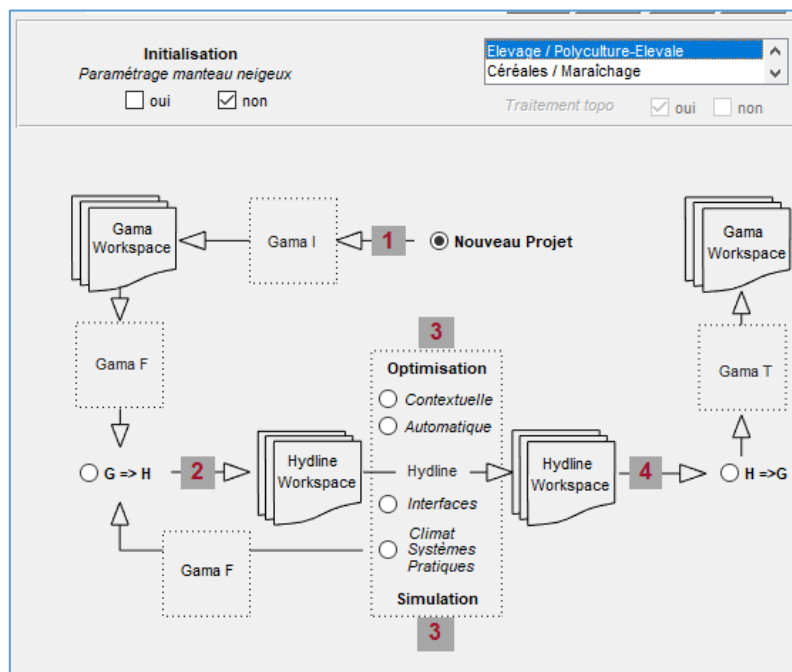 Initialisation
Paramétrage manteau neigeux
oui non
Elevage / Polyculture-Elevale
Céréales / Maraîchage
Traitement topo oui non
Gama
Workspace
Gama I
1
Nouveau Projet
Gama
Workspace
Gama F
3
Optimisation
Contextuelle
Automatique
Gama T
G => H
2
Hydline
Workspace
Hydline
Hydline
Workspace
4
H =>G
Interfaces
Climat
Systèmes
Pratiques
Gama F
Simulation
3